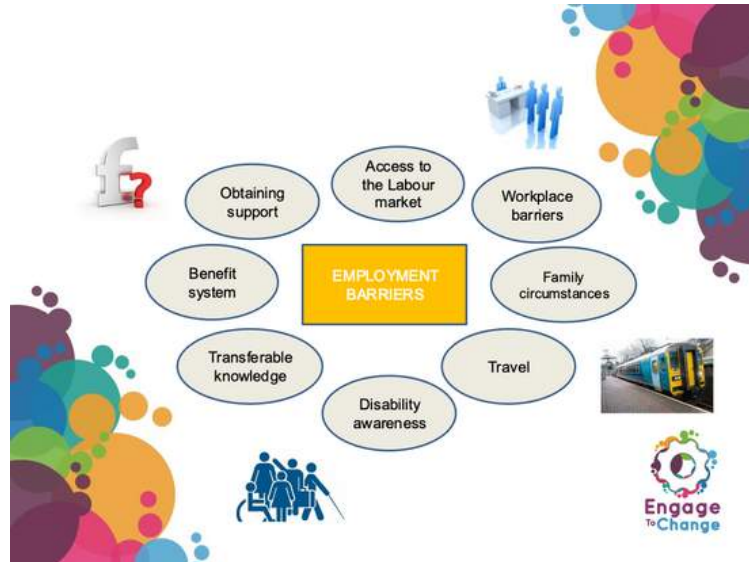 Access to
the Labour
market
Obtaining
support
Workplace
barriers
Benefit
system
EMPLOYMENT
BARRIERS
Family
circumstances
Transferable
knowledge
Travel
Disability
awareness
£?
Engage
To Change